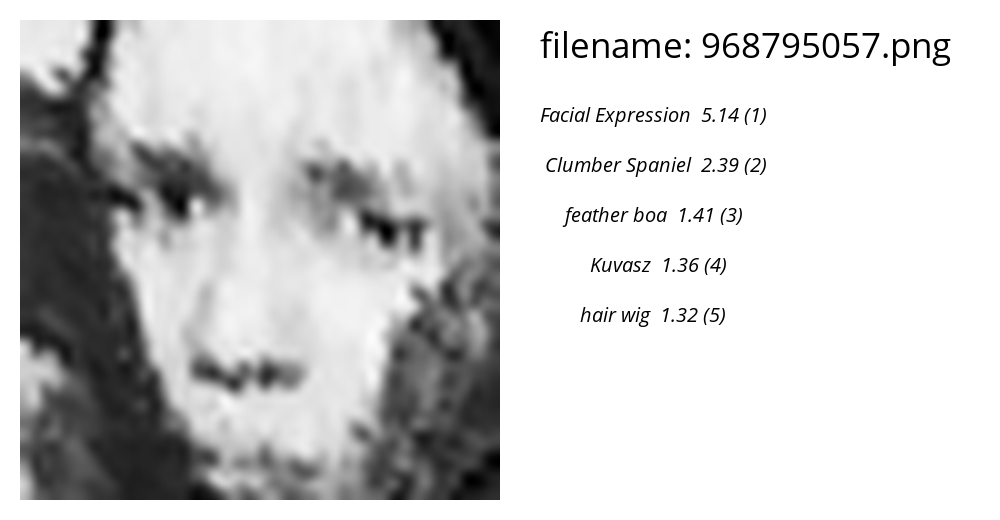 filename: 968795057.png
Facial Expression 5.14 (1)
Clumber Spaniel 2.39 (2)
feather boa 1.41 (3)
Kuvasz 1.36 (4)
hair wig 1.32 (5)